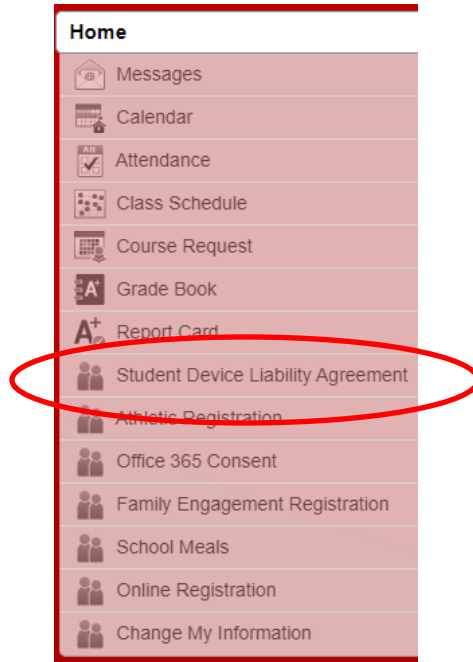 Home
Messages
Calendar
Attendance
Class Schedule
Course Request
Grade Book
Report Card
Student Device Liability Agreement
Athletic Registration
Office 365 Consent
Family Engagement Registration
School Meals
Online Registration
Change My Information